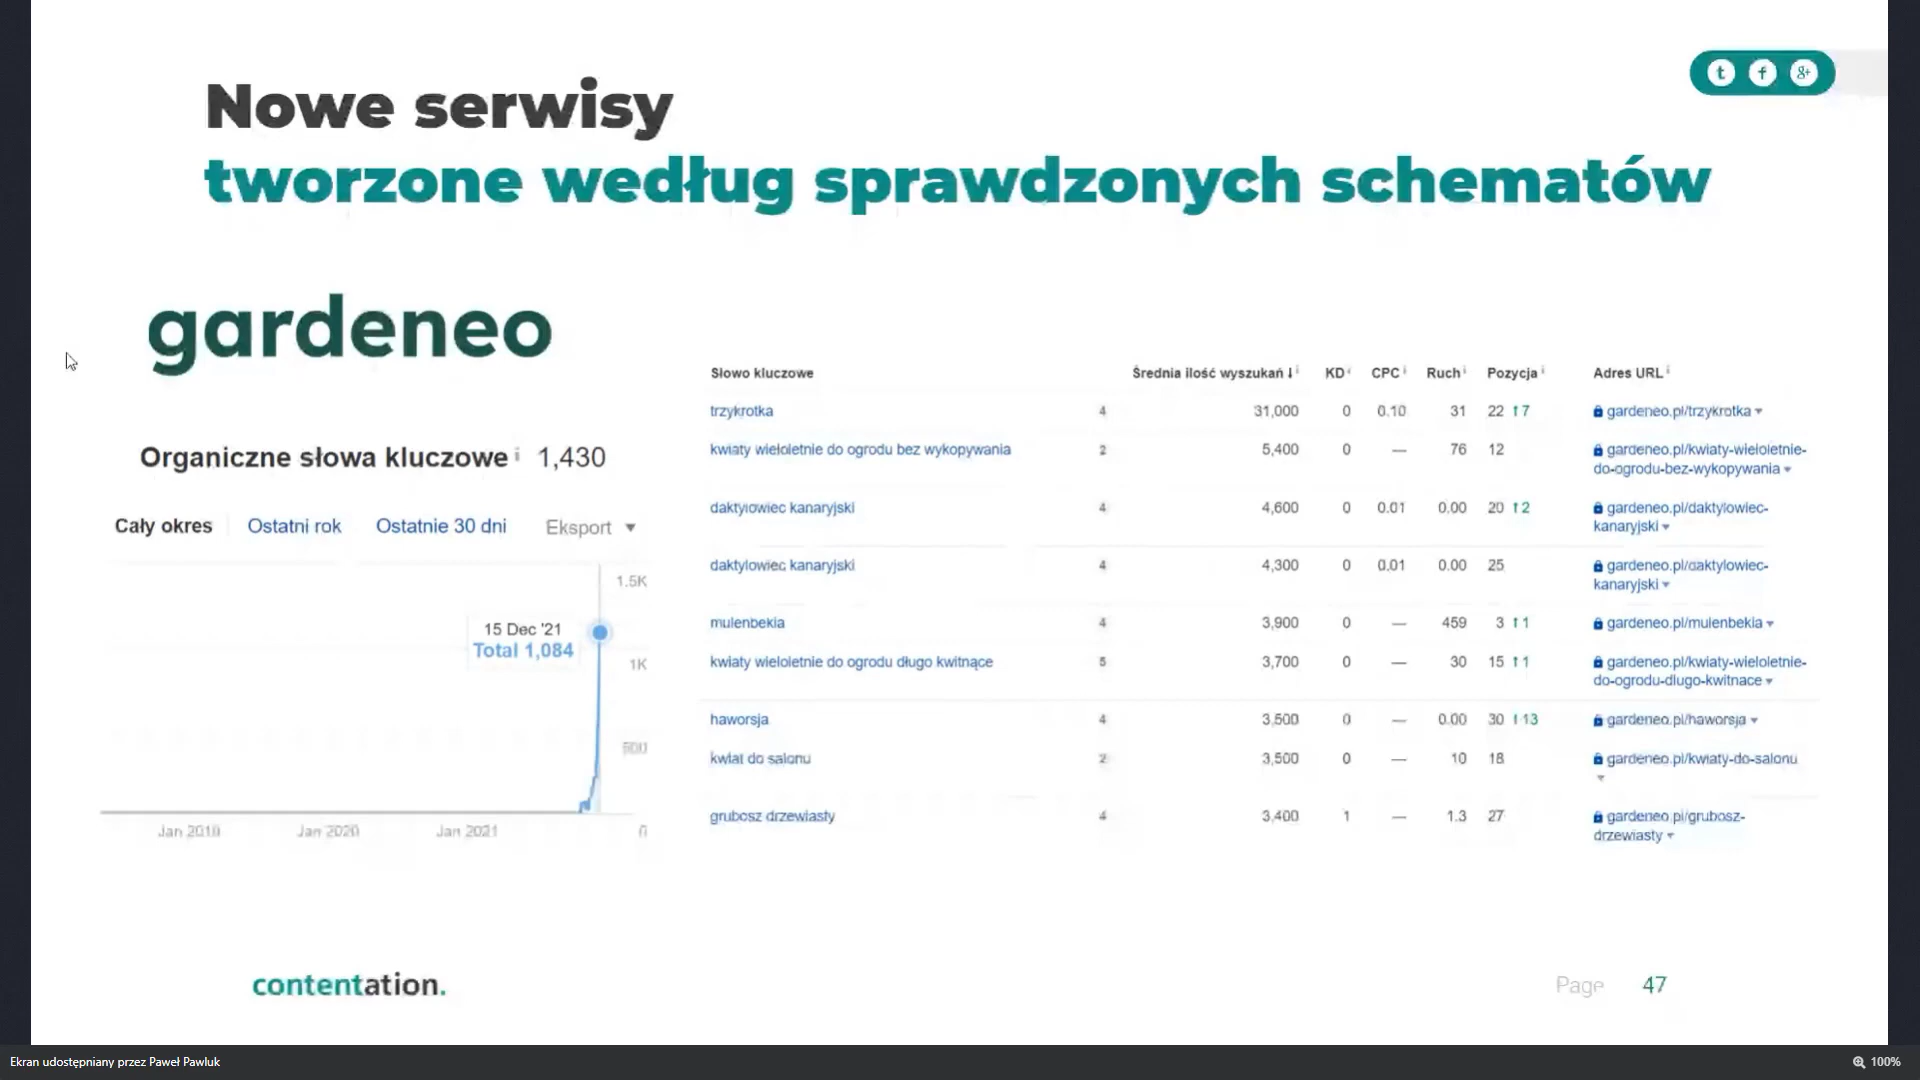 Nowe serwisy
tworzone według sprawdzonych schematów
t f g+
gardeneo
Organiczne słowa kluczowe i 1,430
Cały okres Ostatni rok Ostatnie 30 dni Eksport
1.5K
15 Dec '21
Total 1,084
1K
500
0
Jan 2019 Jan 2020 Jan 2021
Słowo kluczowe Średnia ilość wyszukań KD CPC Ruch Pozycja Adres URL
trzykrotka 4 31,000 0 0.10 31 22 ↑7 gardeneo.pl/trzykrotka
kwiaty wieloletnie do ogrodu bez wykopywania 2 5,400 0 — 76 12 gardeneo.pl/kwiaty-wieloletnie-
do-ogrodu-bez-wykopywania
daktylowiec kanaryjski 4 4,600 0 0.01 0.00 20 ↑2 gardeneo.pl/daktylowiec-
kanaryjski
daktylowiec kanaryjski 4 4,300 0 0.01 0.00 25 gardeneo.pl/daktylowiec-
kanaryjski
mulenbekia 4 3,900 0 — 459 3 ↑1 gardeneo.pl/mulenbekia
kwiaty wieloletnie do ogrodu długo kwitnące 5 3,700 0 — 30 15 ↑1 gardeneo.pl/kwiaty-wieloletnie-
do-ogrodu-dlugo-kwitnace
haworsja 4 3,500 0 — 0.00 30 ↑13 gardeneo.pl/haworsja
kwiat do salonu 2 3,500 0 — 10 18 gardeneo.pl/kwiaty-do-salonu
grubosz drzewiasty 4 3,400 1 — 1.3 27 gardeneo.pl/grubosz-
drzewiasty
contentation.
Page 47
Ekran udostępniany przez Paweł Pawluk
100%